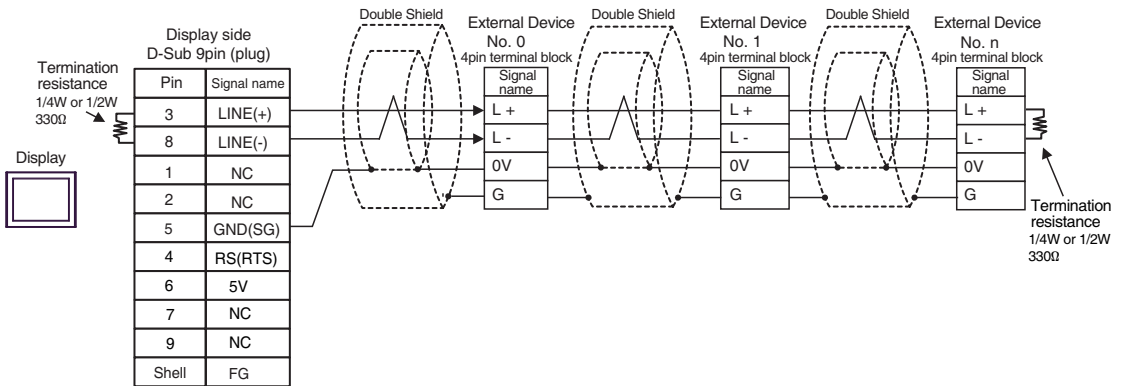 Display side
D-Sub 9pin (plug)
Termination
resistance
1/4W or 1/2W
330Ω
Display
Pin Signal name
3 LINE(+)
8 LINE(-)
1 NC
2 NC
5 GND(SG)
4 RS(RTS)
6 5V
7 NC
9 NC
Shell FG
Double Shield
External Device
No. 0
4pin terminal block
Signal
name
L +
L -
0V
G
Double Shield
External Device
No. 1
4pin terminal block
Signal
name
L +
L -
0V
G
Double Shield
External Device
No. n
4pin terminal block
Signal
name
L +
L -
0V
G
Termination
resistance
1/4W or 1/2W
330Ω